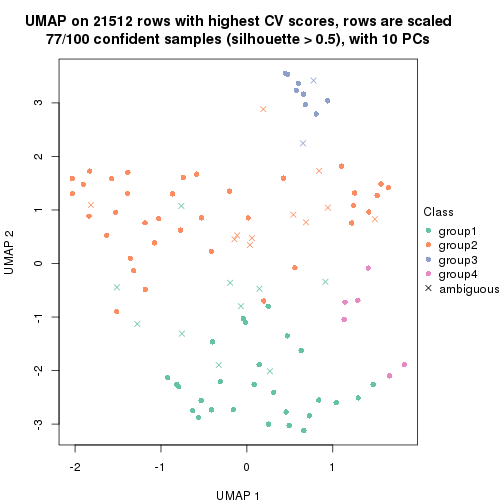 UMAP on 21512 rows with highest CV scores, rows are scaled
77/100 confident samples (silhouette > 0.5), with 10 PCs
3
2
1
0
-1
-2
-3
UMAP 2
-2
-1
0
1
UMAP 1
Class
group1
group2
group3
group4
ambiguous